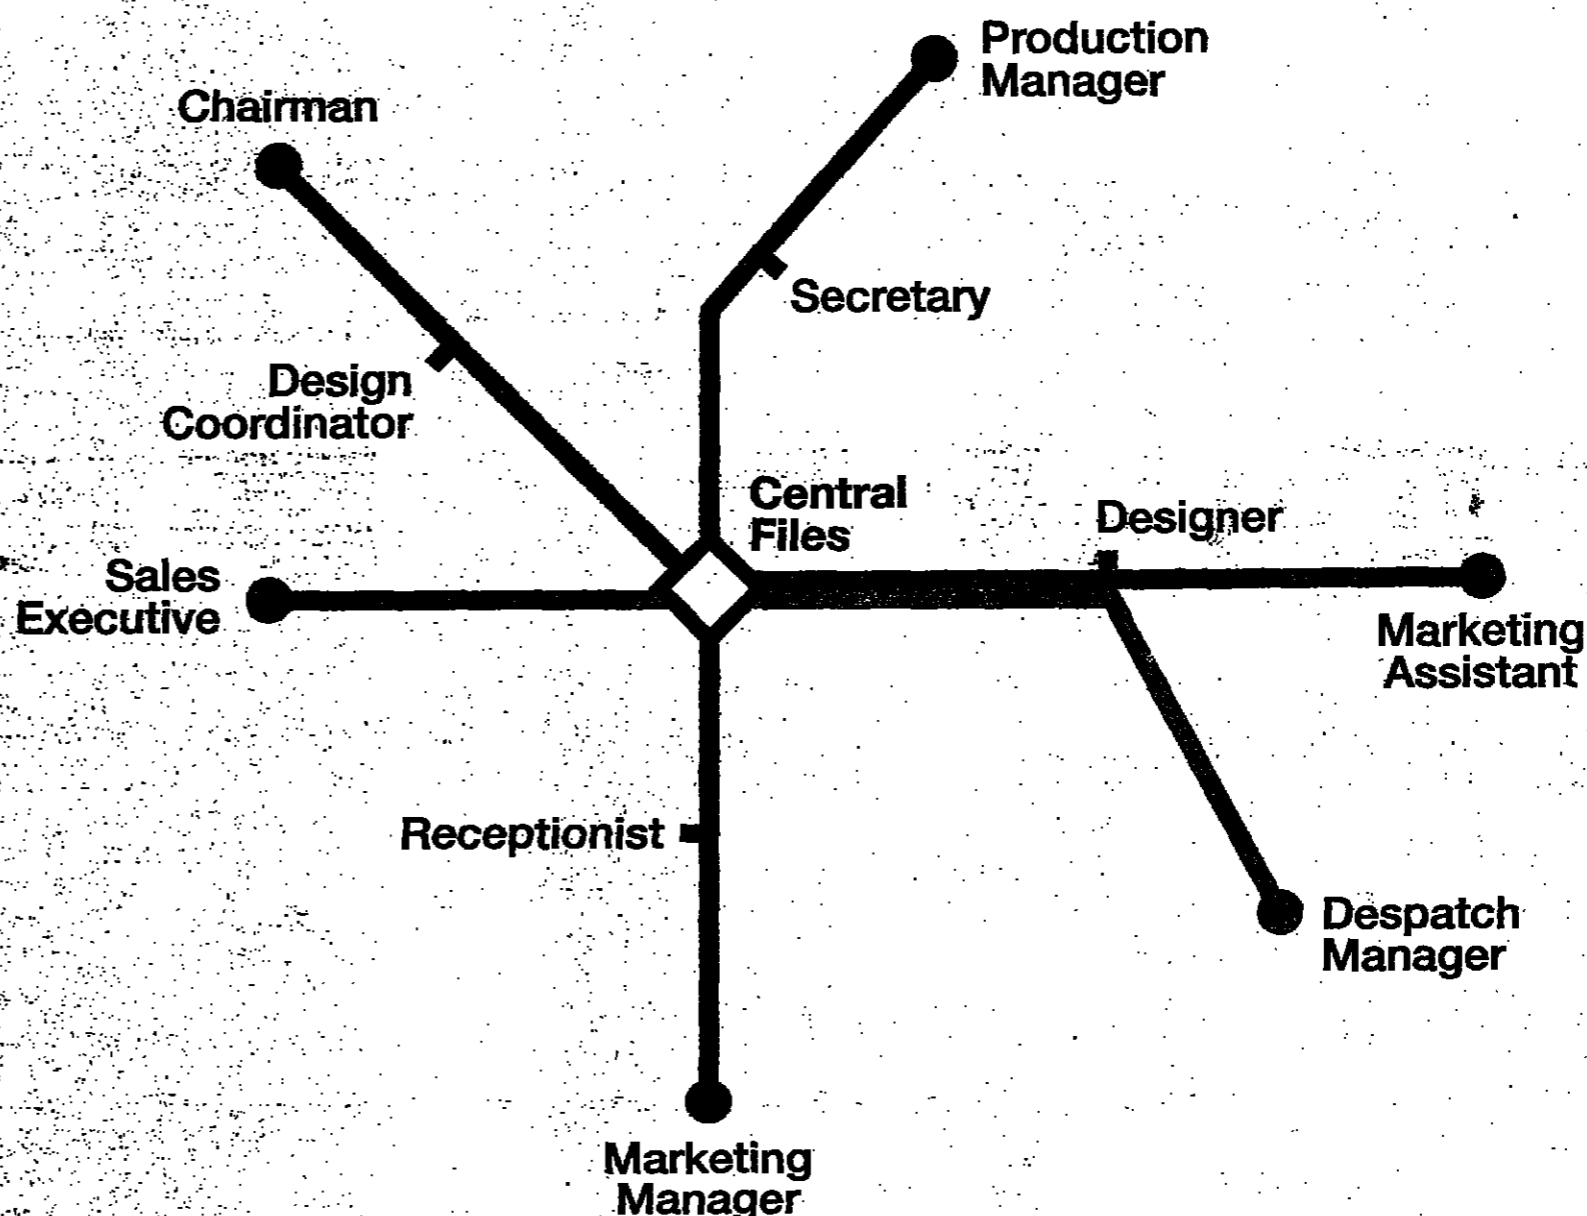 Production
Manager
Chairman
Secretary
Design
Coordinator
Central
Files
Designer
Sales
Executive
Marketing
Assistant
Receptionist
Despatch
Manager
Marketing
Manager